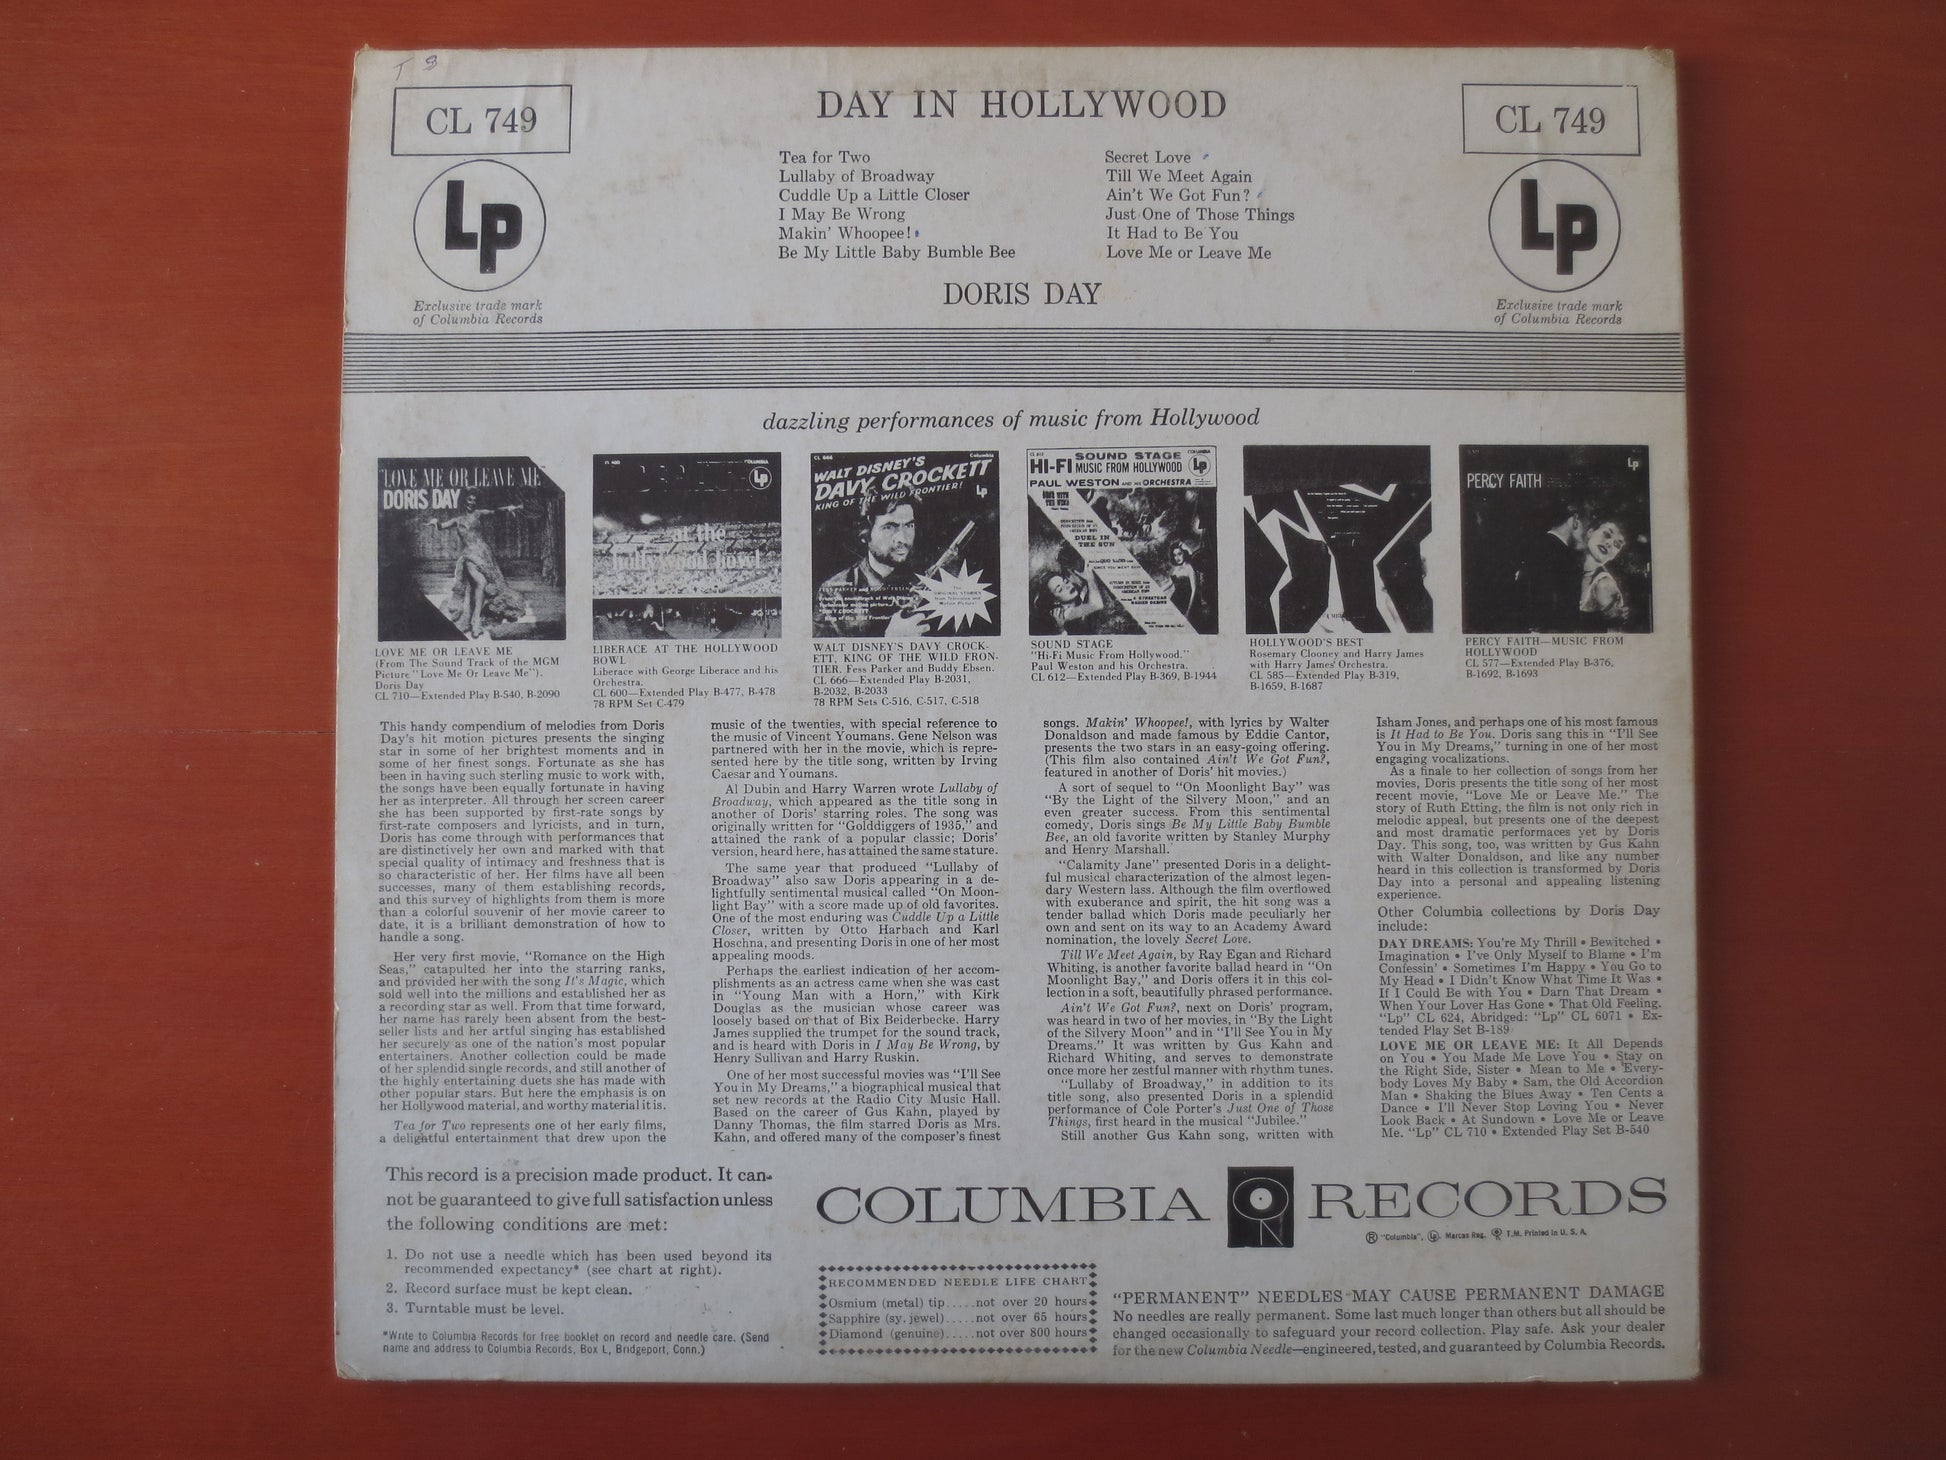 T 8
CL 749
DAY IN HOLLYWOOD
CL 749
Tea for Two
Lullaby of Broadway
Cuddle Up a Little Closer
I May Be Wrong
Makin' Whoopee!
Be My Little Baby Bumble Bee
Secret Love
Till We Meet Again
Ain't We Got Fun?
Just One of Those Things
It Had to Be You
Love Me or Leave Me
DORIS DAY
Lp
Exclusive trade mark
of Columbia Records
Lp
Exclusive trade mark
of Columbia Records
dazzling performances of music from Hollywood
LOVE ME OR LEAVE ME
DORIS DAY
COLUMBIA
Lp
at the
hollywood bowl
CL 666
Columbia
WALT DISNEY'S
DAVY CROCKETT
KING OF THE WILD FRONTIER!
Lp
SOUND STAGE
HI-FI MUSIC FROM HOLLYWOOD
Lp
PAUL WESTON AND HIS ORCHESTRA
GONE WITH
THE WIND
DUEL IN
THE SUN
PERCY FAITH
Lp
LOVE ME OR LEAVE ME
(From The Sound Track of the MGM
Picture "Love Me Or Leave Me").
Doris Day
CL 710—Extended Play B-540, B-2090
LIBERACE AT THE HOLLYWOOD
BOWL
Liberace with George Liberace and his
Orchestra.
CL 600—Extended Play B-477, B-478
78 RPM Set C-479
WALT DISNEY'S DAVY CROCK-
ETT, KING OF THE WILD FRON-
TIER. Fess Parker and Buddy Ebsen.
CL 666—Extended Play B-2031,
B-2032, B-2033
78 RPM Sets C-516, C-517, C-518
SOUND STAGE
"Hi-Fi Music From Hollywood."
Paul Weston and his Orchestra.
CL 612—Extended Play B-369, B-1944
HOLLYWOOD'S BEST
Rosemary Clooney and Harry James
with Harry James' Orchestra.
CL 585—Extended Play B-319,
B-1659, B-1687
PERCY FAITH—MUSIC FROM
HOLLYWOOD
CL 577—Extended Play B-376,
B-1692, B-1693
This handy compendium of melodies from Doris
Day's hit motion pictures presents the singing
star in some of her brightest moments and in
some of her finest songs. Fortunate as she has
been in having such sterling music to work with,
the songs have been equally fortunate in having
her as interpreter. All through her screen career
she has been supported by first-rate songs by
first-rate composers and lyricists, and in turn,
Doris has come through with performances that
are distinctively her own and marked with that
special quality of intimacy and freshness that is
so characteristic of her. Her films have all been
successes, many of them establishing records,
and this survey of highlights from them is more
than a colorful souvenir of her movie career to
date, it is a brilliant demonstration of how to
handle a song.
Her very first movie, "Romance on the High
Seas," catapulted her into the starring ranks,
and provided her with the song It's Magic, which
sold well into the millions and established her as
a recording star as well. From that time forward,
her name has rarely been absent from the best-
seller lists and her artful singing has established
her securely as one of the nation's most popular
entertainers. Another collection could be made
of her splendid single records, and still another of
the highly entertaining duets she has made with
other popular stars. But here the emphasis is on
her Hollywood material, and worthy material it is.
Tea for Two represents one of her early films,
a delightful entertainment that drew upon the
music of the twenties, with special reference to
the music of Vincent Youmans. Gene Nelson was
partnered with her in the movie, which is repre-
sented here by the title song, written by Irving
Caesar and Youmans.
Al Dubin and Harry Warren wrote Lullaby of
Broadway, which appeared as the title song in
another of Doris' starring roles. The song was
originally written for "Golddiggers of 1935," and
attained the rank of a popular classic; Doris'
version, heard here, has attained the same stature.
The same year that produced "Lullaby of
Broadway" also saw Doris appearing in a de-
lightfully sentimental musical called "On Moon-
light Bay" with a score made up of old favorites.
One of the most enduring was Cuddle Up a Little
Closer, written by Otto Harbach and Karl
Hoschna, and presenting Doris in one of her most
appealing moods.
Perhaps the earliest indication of her accom-
plishments as an actress came when she was cast
in "Young Man with a Horn," with Kirk
Douglas as the musician whose career was
loosely based on that of Bix Beiderbecke. Harry
James supplied the trumpet for the sound track,
and is heard with Doris in I May Be Wrong, by
Henry Sullivan and Harry Ruskin.
One of her most successful movies was "I'll See
You in My Dreams," a biographical musical that
set new records at the Radio City Music Hall.
Based on the career of Gus Kahn, played by
Danny Thomas, the film starred Doris as Mrs.
Kahn, and offered many of the composer's finest
songs. Makin' Whoopee!, with lyrics by Walter
Donaldson and made famous by Eddie Cantor,
presents the two stars in an easy-going offering.
(This film also contained Ain't We Got Fun?,
featured in another of Doris' hit movies.)
A sort of sequel to "On Moonlight Bay" was
"By the Light of the Silvery Moon," and an
even greater success. From this sentimental
comedy, Doris sings Be My Little Baby Bumble
Bee, an old favorite written by Stanley Murphy
and Henry Marshall.
"Calamity Jane" presented Doris in a delight-
ful musical characterization of the almost legen-
dary Western lass. Although the film overflowed
with exuberance and spirit, the hit song was a
tender ballad which Doris made peculiarly her
own and sent on its way to an Academy Award
nomination, the lovely Secret Love.
Till We Meet Again, by Ray Egan and Richard
Whiting, is another favorite ballad heard in "On
Moonlight Bay," and Doris offers it in this col-
lection in a soft, beautifully phrased performance.
Ain't We Got Fun?, next on Doris' program,
was heard in two of her movies, in "By the Light
of the Silvery Moon" and in "I'll See You in My
Dreams." It was written by Gus Kahn and
Richard Whiting, and serves to demonstrate
once more her zestful manner with rhythm tunes.
"Lullaby of Broadway," in addition to its
title song, also presented Doris in a splendid
performance of Cole Porter's Just One of Those
Things, first heard in the musical "Jubilee."
Still another Gus Kahn song, written with
Isham Jones, and perhaps one of his most famous
is It Had to Be You. Doris sang this in "I'll See
You in My Dreams," turning in one of her most
engaging vocalizations.
As a finale to her collection of songs from her
movies, Doris presents the title song of her most
recent movie, "Love Me or Leave Me." The
story of Ruth Etting, the film is not only rich in
melodic appeal, but presents one of the deepest
and most dramatic performaces yet by Doris
Day. This song, too, was written by Gus Kahn
with Walter Donaldson, and like any number
heard in this collection is transformed by Doris
Day into a personal and appealing listening
experience.
Other Columbia collections by Doris Day
include:
DAY DREAMS: You're My Thrill • Bewitched •
Imagination • I've Only Myself to Blame • I'm
Confessin' • Sometimes I'm Happy • You Go to
My Head • I Didn't Know What Time It Was •
If I Could Be with You • Darn That Dream •
When Your Lover Has Gone • That Old Feeling.
"Lp" CL 624, Abridged: "Lp" CL 6071 • Ex-
tended Play Set B-189
LOVE ME OR LEAVE ME: It All Depends
on You • You Made Me Love You • Stay on
the Right Side, Sister • Mean to Me • Every-
body Loves My Baby • Sam, the Old Accordion
Man • Shaking the Blues Away • Ten Cents a
Dance • I'll Never Stop Loving You • Never
Look Back • At Sundown • Love Me or Leave
Me. "Lp" CL 710 • Extended Play Set B-540
This record is a precision made product. It can-
not be guaranteed to give full satisfaction unless
the following conditions are met:
1. Do not use a needle which has been used beyond its
recommended expectancy* (see chart at right).
2. Record surface must be kept clean.
3. Turntable must be level.
*Write to Columbia Records for free booklet on record and needle care. (Send
name and address to Columbia Records, Box L, Bridgeport, Conn.)
COLUMBIA RECORDS
® "Columbia", Lp, Marcas Reg. T.M. Printed in U. S. A.
RECOMMENDED NEEDLE LIFE CHART
Osmium (metal) tip.....not over 20 hours
Sapphire (sy. jewel).....not over 65 hours
Diamond (genuine).....not over 800 hours
"PERMANENT" NEEDLES MAY CAUSE PERMANENT DAMAGE
No needles are really permanent. Some last much longer than others but all should be
changed occasionally to safeguard your record collection. Play safe. Ask your dealer
for the new Columbia Needle—engineered, tested, and guaranteed by Columbia Records.